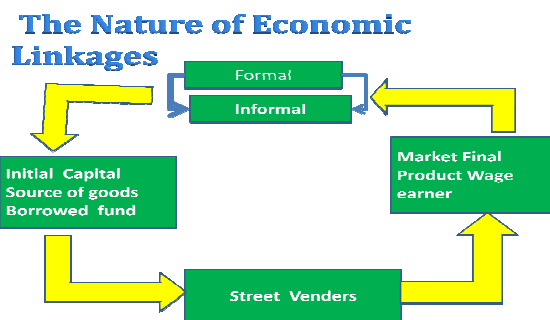 The Nature of Economic
Linkages
Formal
Informal
Initial Capital
Source of goods
Borrowed fund
Market Final
Product Wage
earner
Street Venders